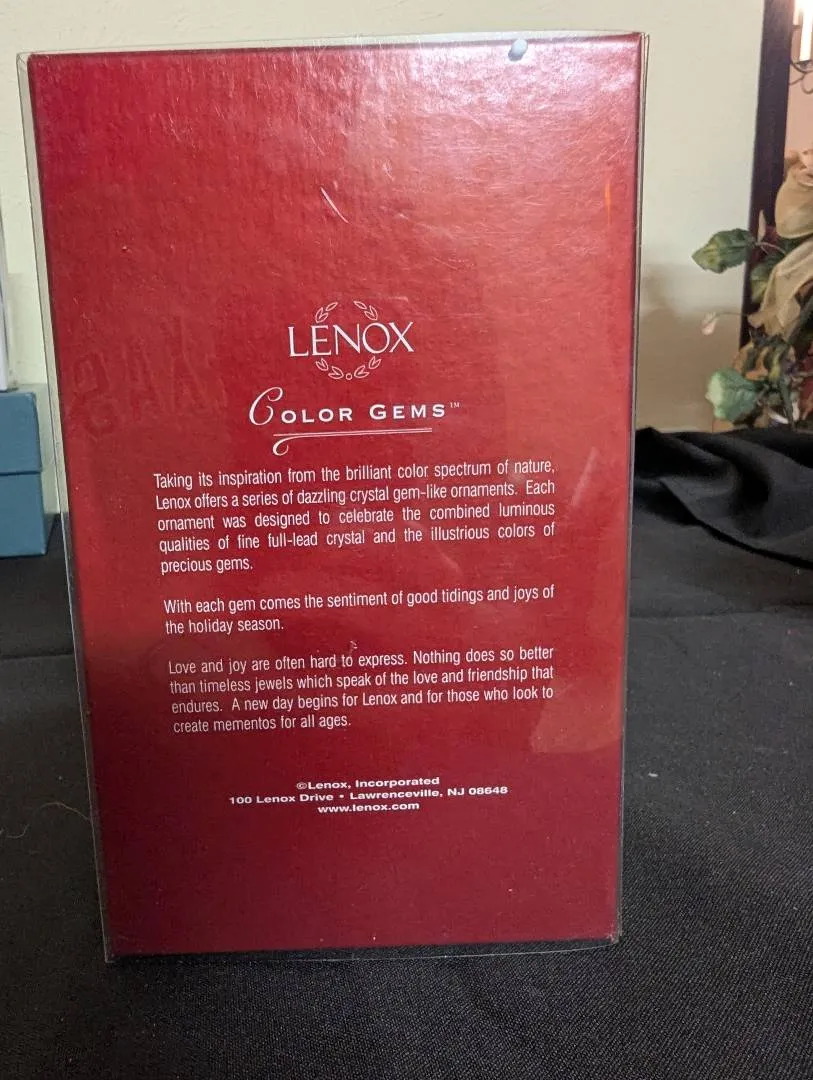 LENOX
COLOR GEMS™
Taking its inspiration from the brilliant color spectrum of nature,
Lenox offers a series of dazzling crystal gem-like ornaments. Each
ornament was designed to celebrate the combined luminous
qualities of fine full-lead crystal and the illustrious colors of
precious gems.
With each gem comes the sentiment of good tidings and joys of
the holiday season.
Love and joy are often hard to express. Nothing does so better
than timeless jewels which speak of the love and friendship that
endures. A new day begins for Lenox and for those who look to
create mementos for all ages.
©Lenox, Incorporated
100 Lenox Drive • Lawrenceville, NJ 08648
www.lenox.com